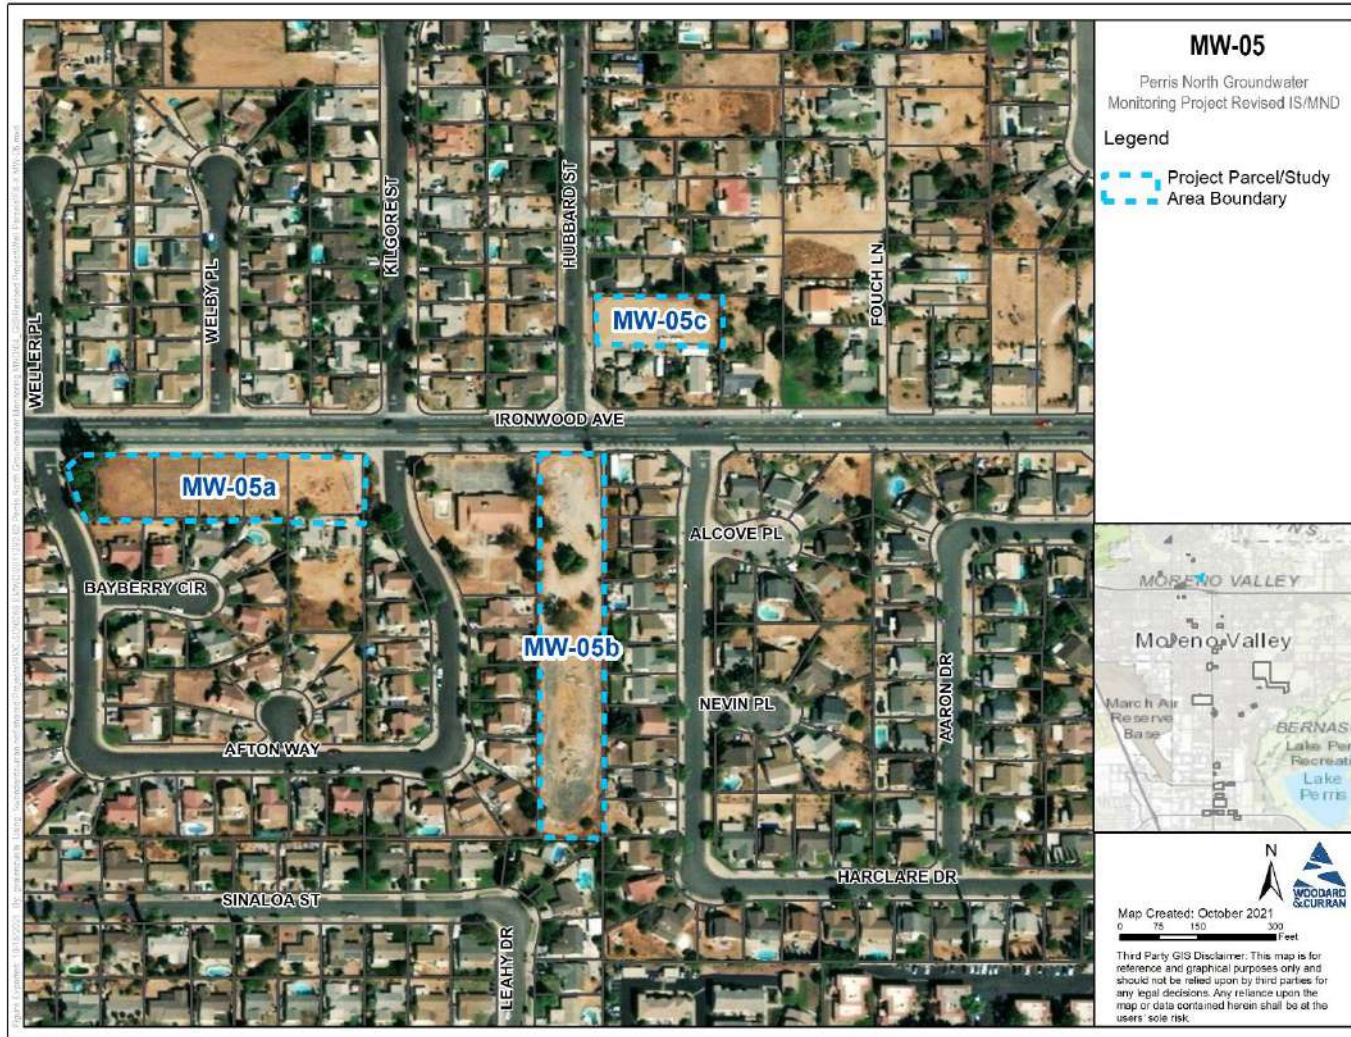 MW-05
Perris North Groundwater
Monitoring Project Revised IS/MND
Legend
Project Parcel/Study
Area Boundary
WELLER PL
WELBY PL
KILGORE ST
HUBBARD ST
FOUCH LN
MW-05c
IRONWOOD AVE
MW-05a
ALCOVE PL
BAYBERRY CIR
MW-05b
AARON DR
NEVIN PL
AFTON WAY
HARCLARE DR
SINALOA ST
LEAHY DR
MORENO VALLEY
Moreno Valley
March Air
Reserve
Base
BERNAS
Lake Per
Recreati
Lake
Perris
N
WOODARD
&CURRAN
Map Created: October 2021
0 75 150 300
Feet
Third Party GIS Disclaimer: This map is for
reference and graphical purposes only and
should not be relied upon by third parties for
any legal decisions. Any reliance upon the
map or data contained herein shall be at the
users' sole risk.